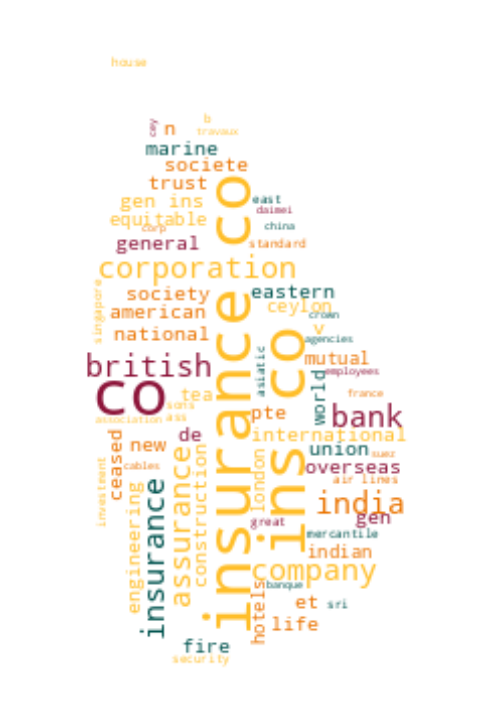 house
b
cey
n
travaux
marine
societe
trust
gen ins
east
daimei
equitable
corp
china
general
standard
corporation
society
eastern
singapore
american
ceylon
crown
national
v
agencies
british
asiatic
mutual
employees
co
tea
world
france
sons
association
ass
pte
bank
insurance co
ins co
de
international
new
ceased
union
suez
cables
overseas
investment
air lines
engineering
insurance
assurance
construction
london
india
great
gen
mercantile
indian
company
banque
hotels
et
sri
life
fire
security